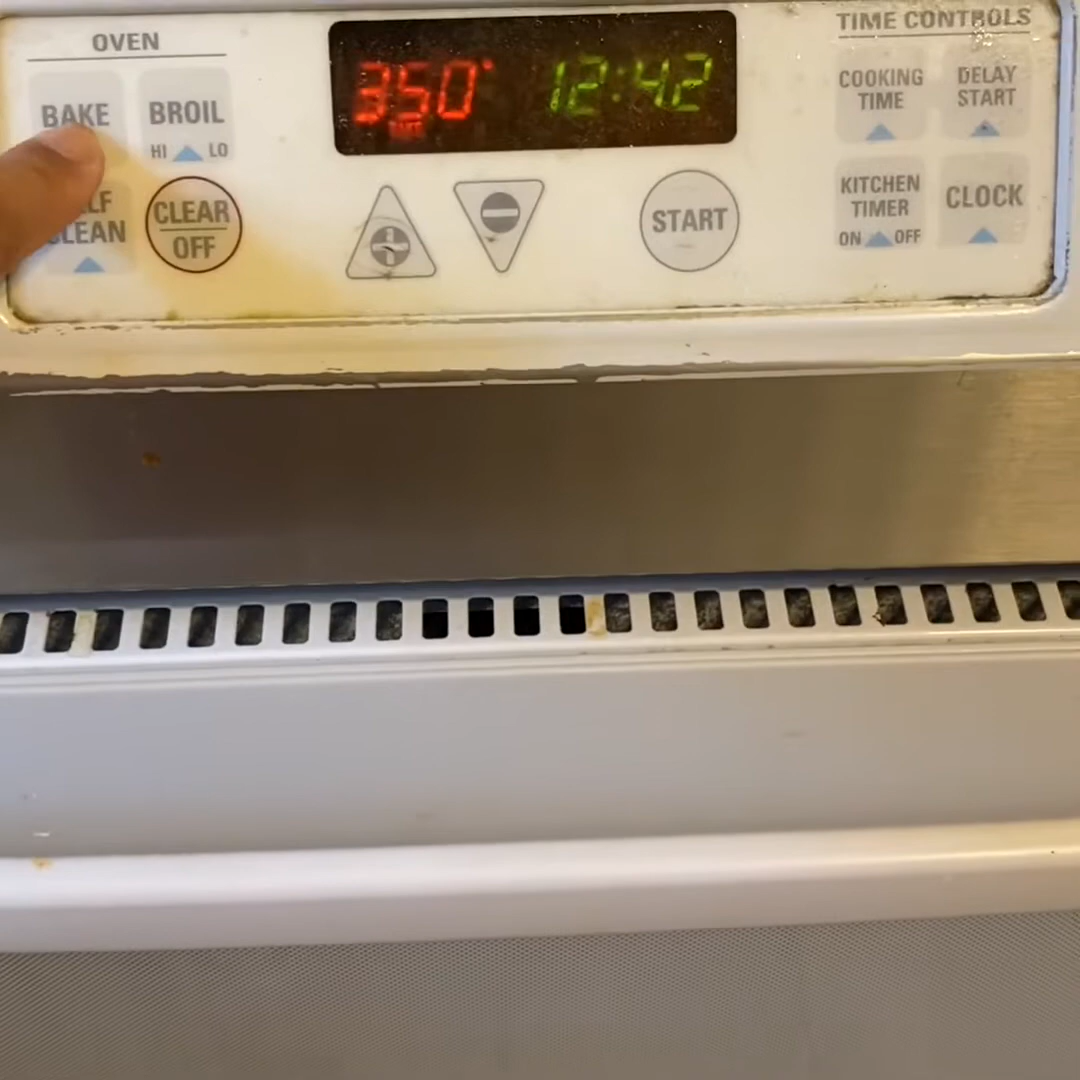 OVEN
BAKE
BROIL
HI LO
CLEAR
OFF
LF
CLEAN
350°
12:42
START
TIME CONTROLS
COOKING
TIME
DELAY
START
KITCHEN
TIMER
ON OFF
CLOCK